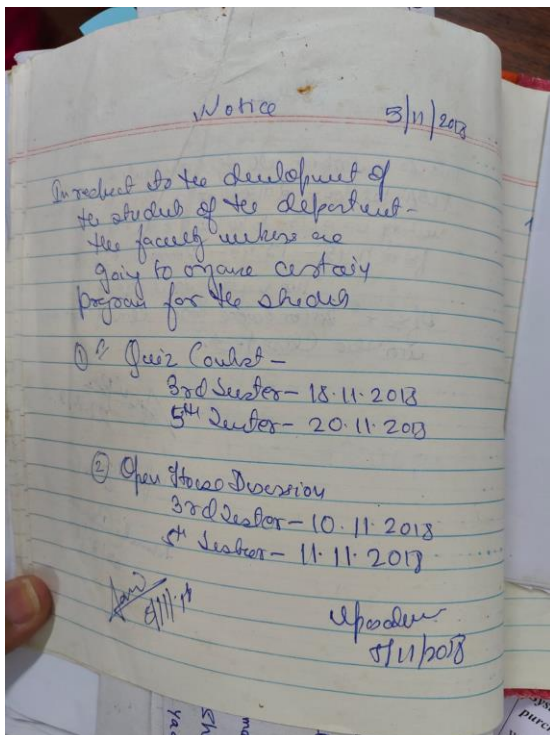 Notice 5/11/2018
In rediect to the development of
the students of the department-
the faculty members are
going to organe certain
program for the students
① Quiz Contest -
3rd Semester - 18.11.2018
5th Semester - 20.11.2018
② Open House Discussion
3rd Semester - 10.11.2018
5th Semester - 11.11.2018
5/11/18
5/11/2018